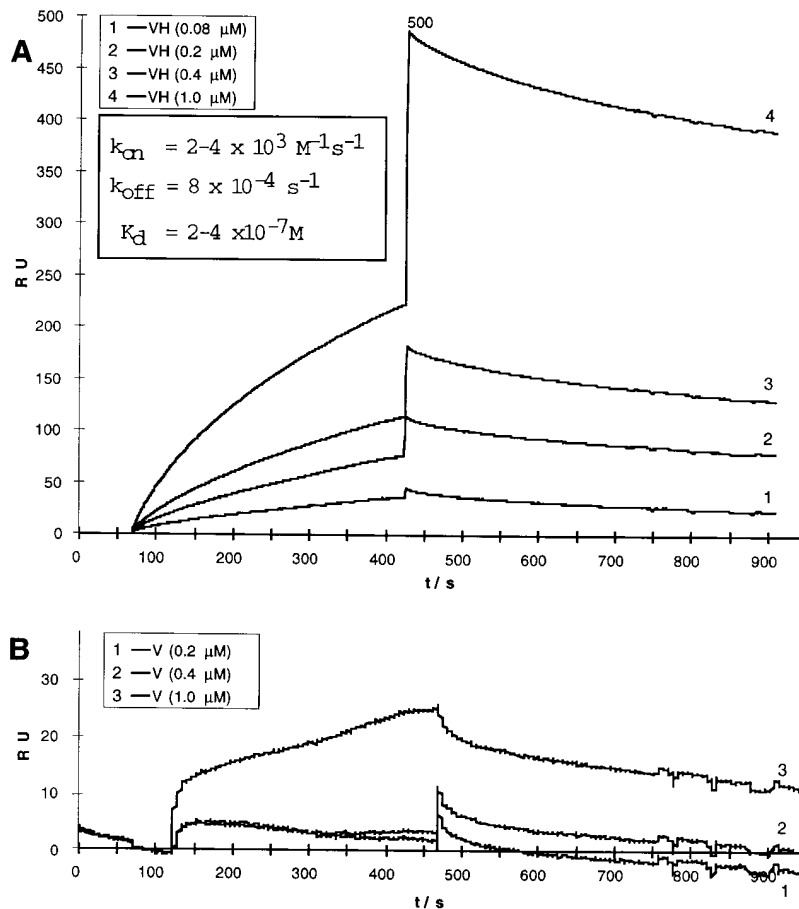 A
500
1 —VH (0.08 µM)
2 —VH (0.2 µM)
3 —VH (0.4 µM)
4 —VH (1.0 µM)
kon = 2-4 x 10³ M⁻¹s⁻¹
koff = 8 x 10⁻⁴ s⁻¹
Kd = 2-4 x10⁻⁷M
RU
500
450
400
350
300
250
200
150
100
50
0
4
3
2
1
0 100 200 300 400 500 600 700 800 900
t/s
B
1 —V (0.2 µM)
2 —V (0.4 µM)
3 —V (1.0 µM)
RU
30
20
10
0
3
2
1
0 100 200 300 400 500 600 700 800 900
t/s